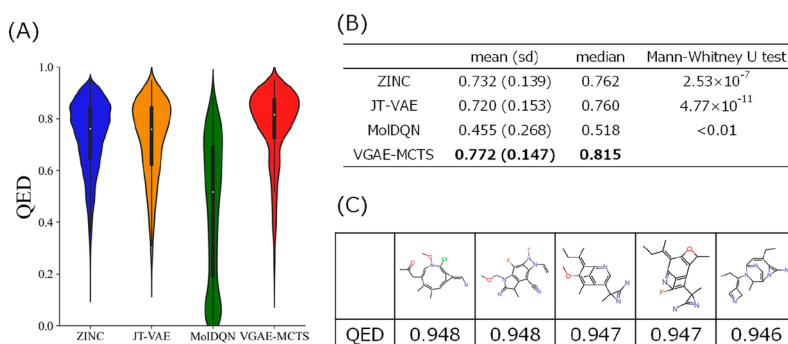 (A)
QED
1.0
0.8
0.6
0.4
0.2
0.0
ZINC JT-VAE MolDQN VGAE-MCTS
(B)
mean (sd) median Mann-Whitney U test
ZINC 0.732 (0.139) 0.762 2.53×10⁻⁷
JT-VAE 0.720 (0.153) 0.760 4.77×10⁻¹¹
MolDQN 0.455 (0.268) 0.518 <0.01
VGAE-MCTS 0.772 (0.147) 0.815
(C)
QED 0.948 0.948 0.947 0.947 0.946